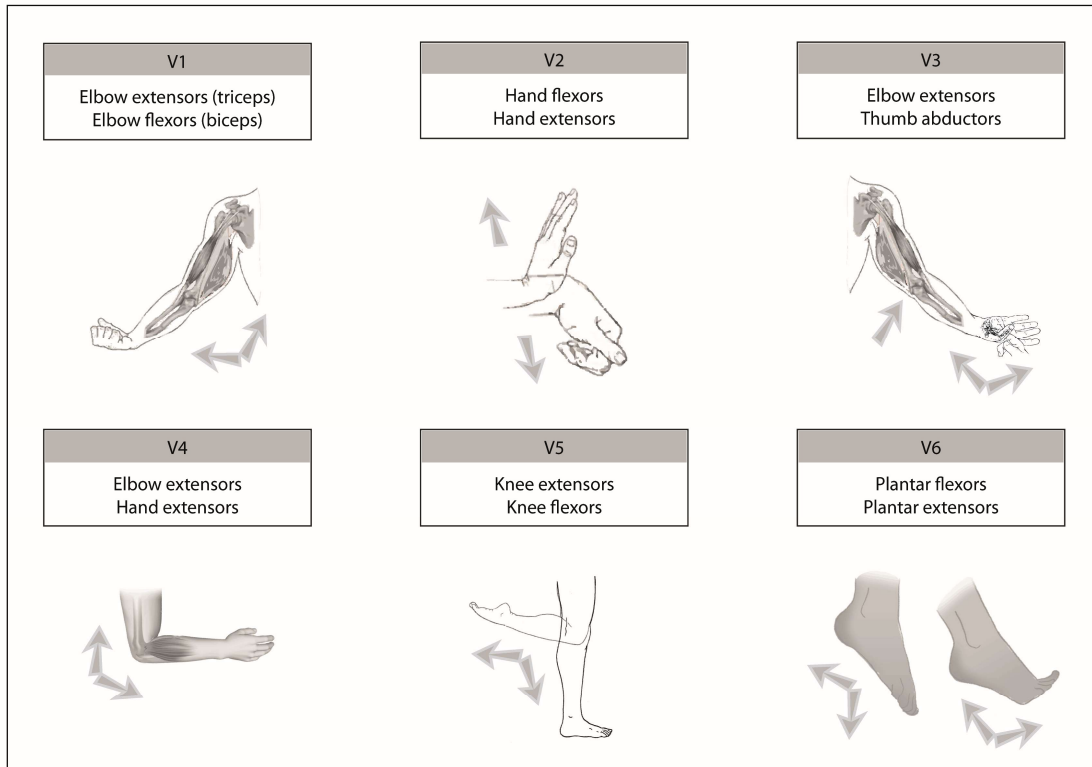 V1
Elbow extensors (triceps)
Elbow flexors (biceps)
V2
Hand flexors
Hand extensors
V3
Elbow extensors
Thumb abductors
V4
Elbow extensors
Hand extensors
V5
Knee extensors
Knee flexors
V6
Plantar flexors
Plantar extensors